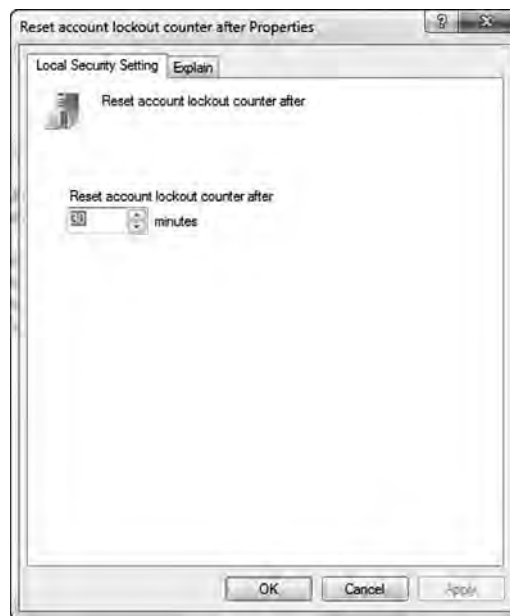 Reset account lockout counter after Properties
Local Security Setting
Explain
Reset account lockout counter after
Reset account lockout counter after
minutes
OK
Cancel
Apply